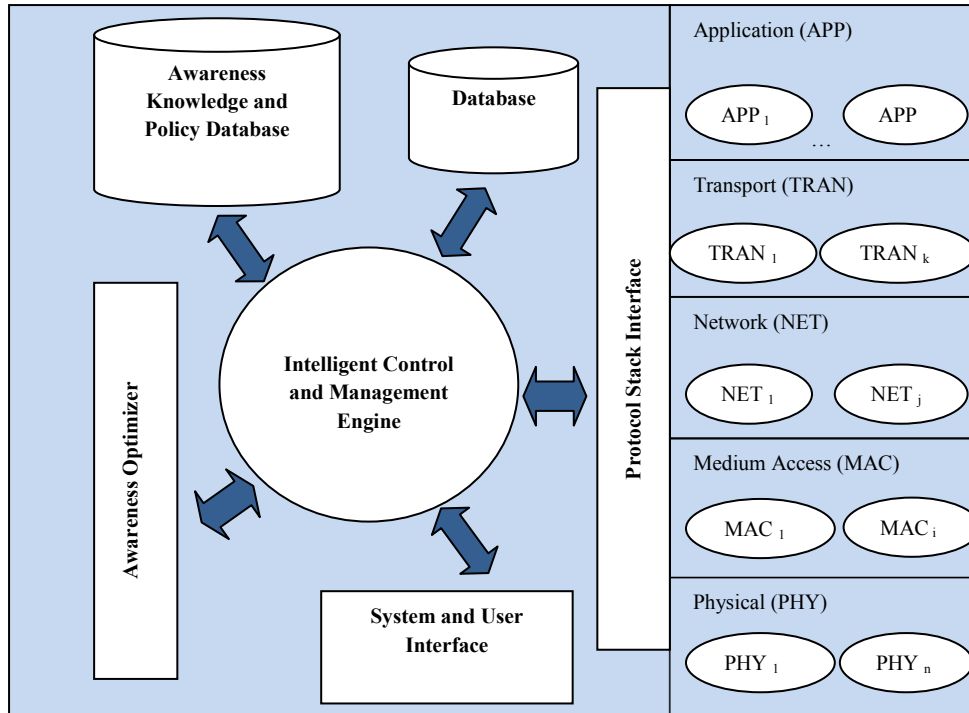 Awareness
Knowledge and
Policy Database
Database
Intelligent Control
and Management
Engine
Awareness Optimizer
System and User
Interface
Protocol Stack Interface
Application (APP)
APP 1
APP
...
Transport (TRAN)
TRAN 1
TRAN k
Network (NET)
NET 1
NET j
Medium Access (MAC)
MAC 1
MAC i
Physical (PHY)
PHY 1
PHY n